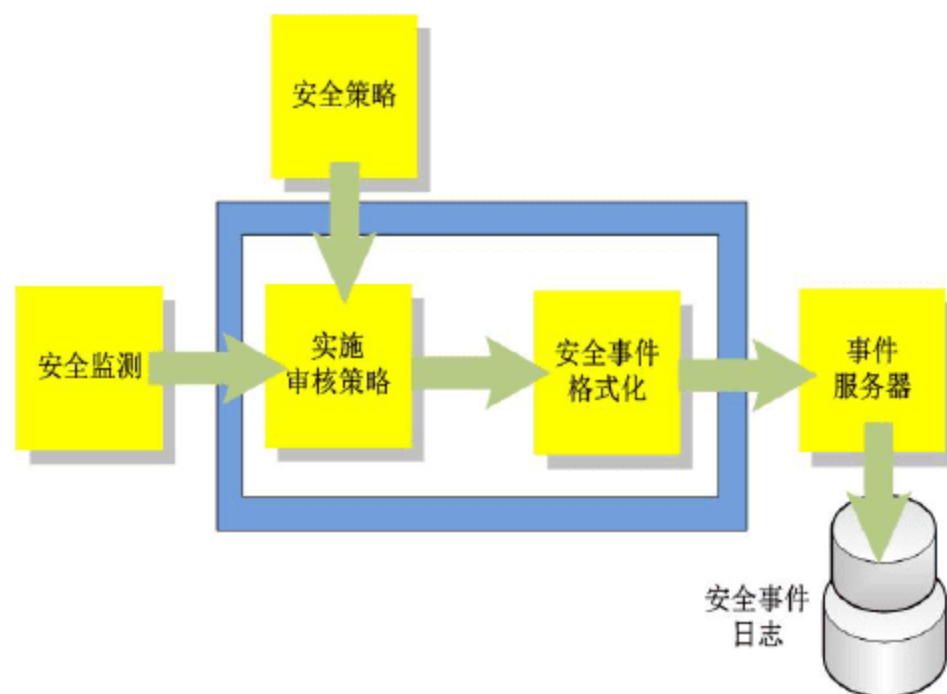 安全策略
安全监测
实施
审核策略
安全事件
格式化
事件
服务器
安全事件
日志